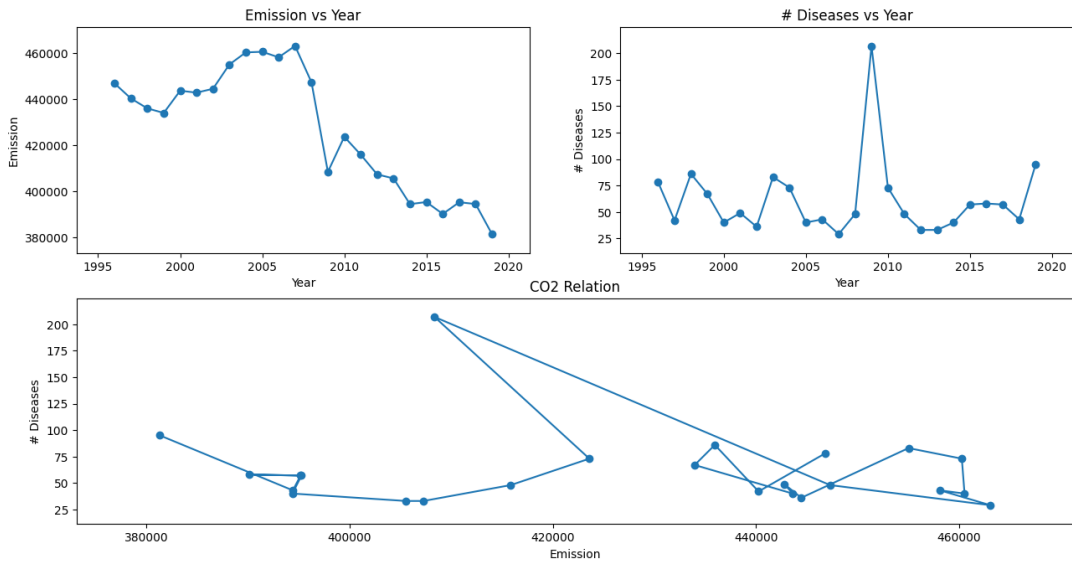 Emission vs Year
460000
440000
420000
400000
380000
Emission
1995 2000 2005 2010 2015 2020
Year
# Diseases vs Year
200
175
150
125
100
75
50
25
# Diseases
1995 2000 2005 2010 2015 2020
Year
CO2 Relation
200
175
150
125
100
75
50
25
# Diseases
380000 400000 420000 440000 460000
Emission